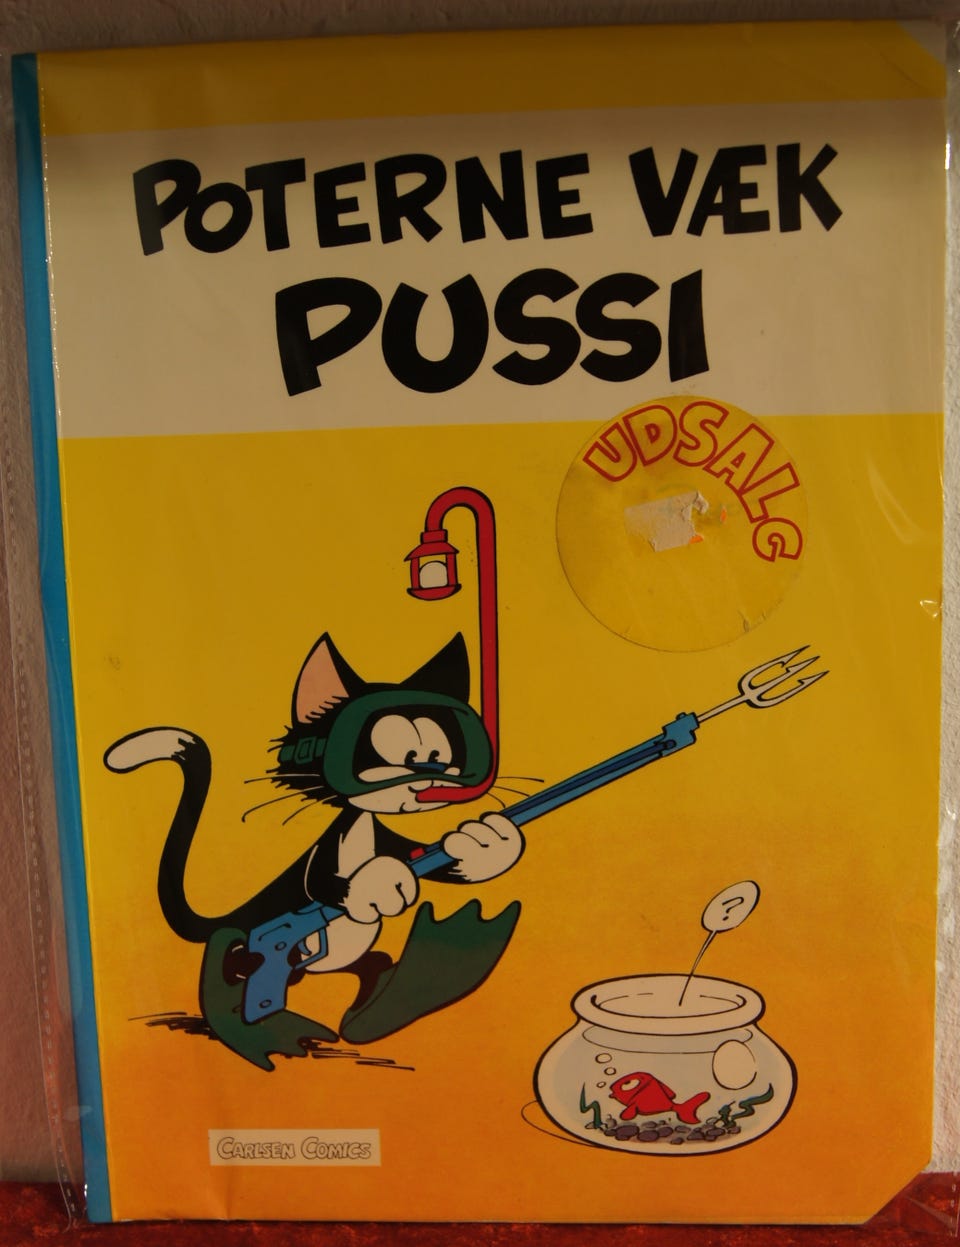 POTERNE VÆK
PUSSI
UDSALG
?
CARLSEN COMICS